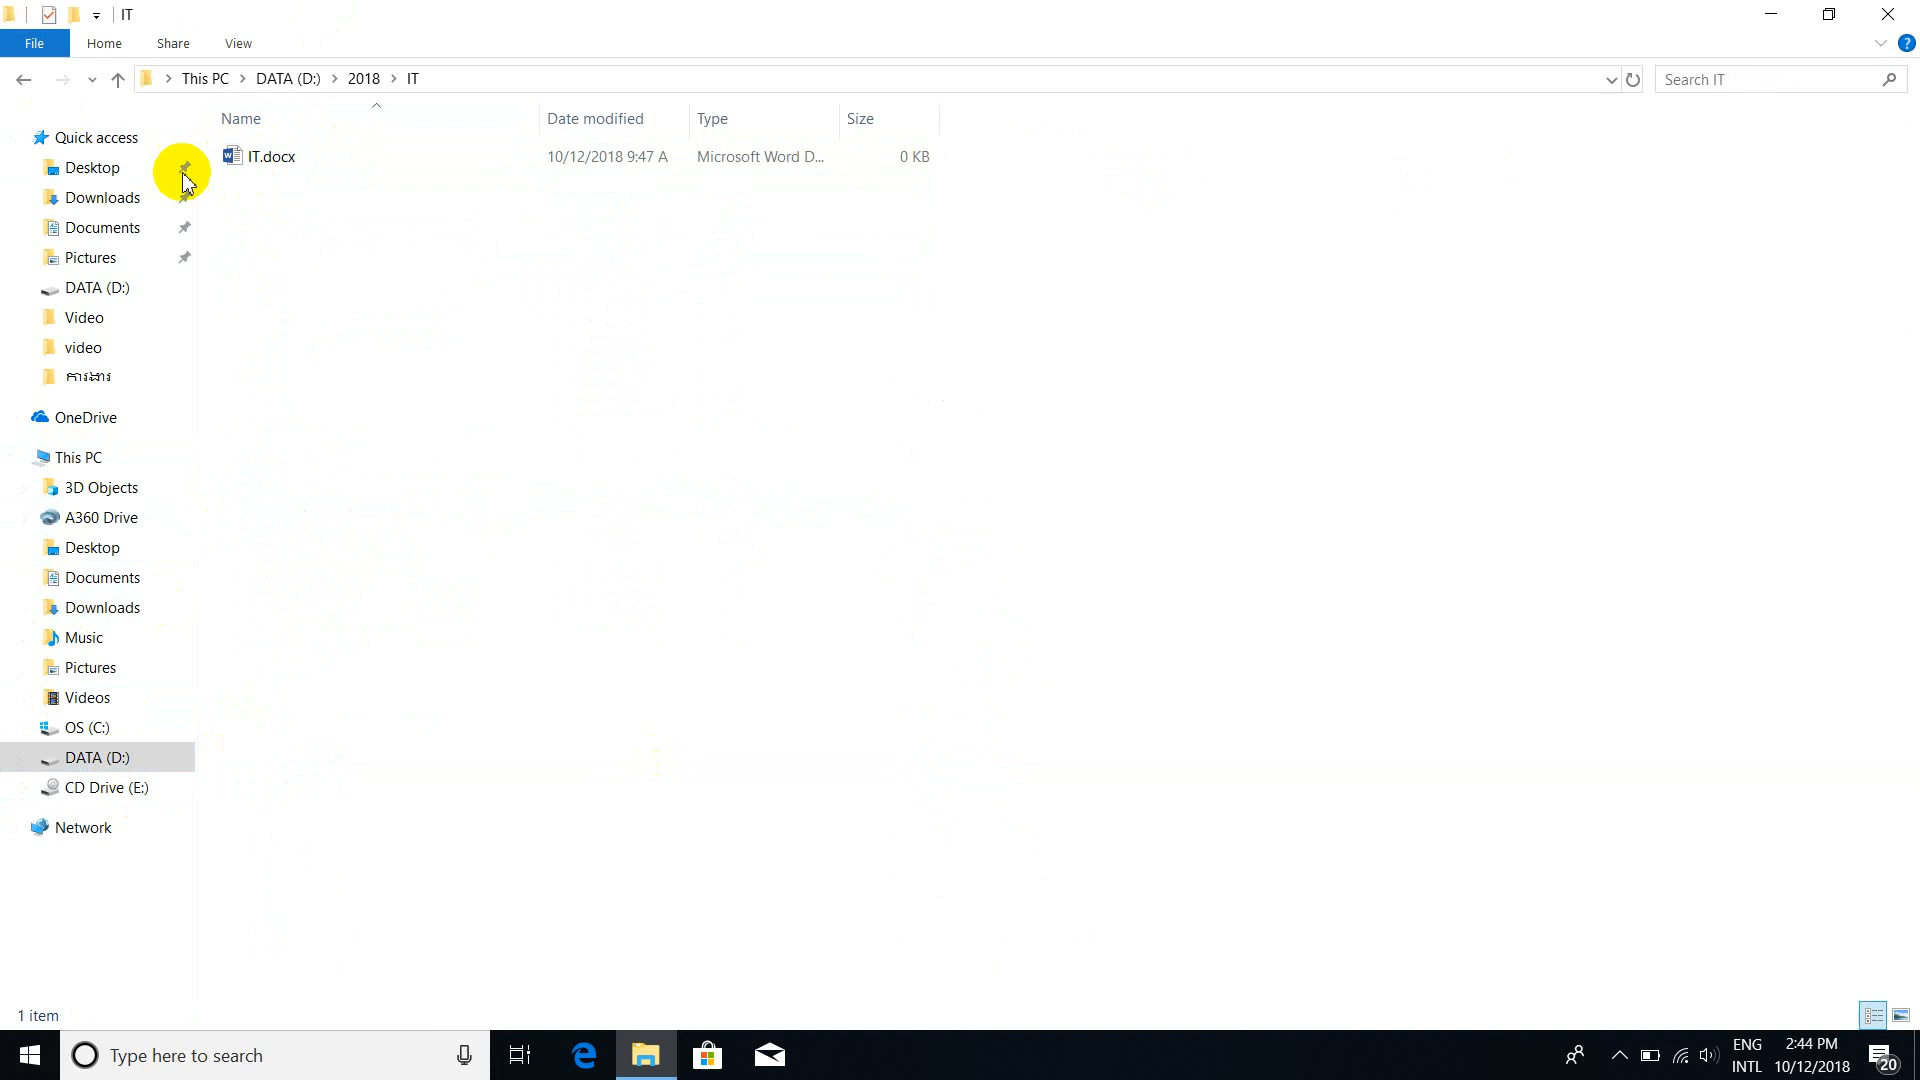 IT
File Home Share View
This PC DATA (D:) 2018 IT
Search IT
Name Date modified Type Size
IT.docx 10/12/2018 9:47 A Microsoft Word D... 0 KB
Quick access
Desktop
Downloads
Documents
Pictures
DATA (D:)
Video
video
ការងារ
OneDrive
This PC
3D Objects
A360 Drive
Desktop
Documents
Downloads
Music
Pictures
Videos
OS (C:)
DATA (D:)
CD Drive (E:)
Network
1 item
Type here to search
ENG
INTL
2:44 PM
10/12/2018
20